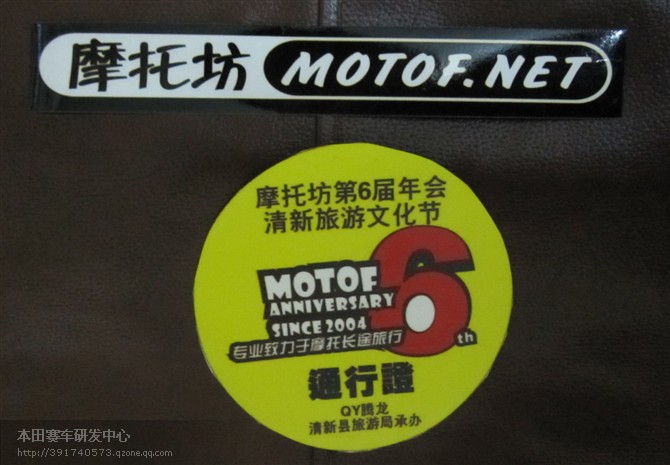 摩托坊 MOTOF.NET
摩托坊第6届年会
清新旅游文化节
MOTOF 6th
ANNIVERSARY
SINCE 2004
专业致力于摩托长途旅行
通行證
QY腾龙
清新县旅游局承办
本田赛车研发中心
http://391740573.qzone.qq.com